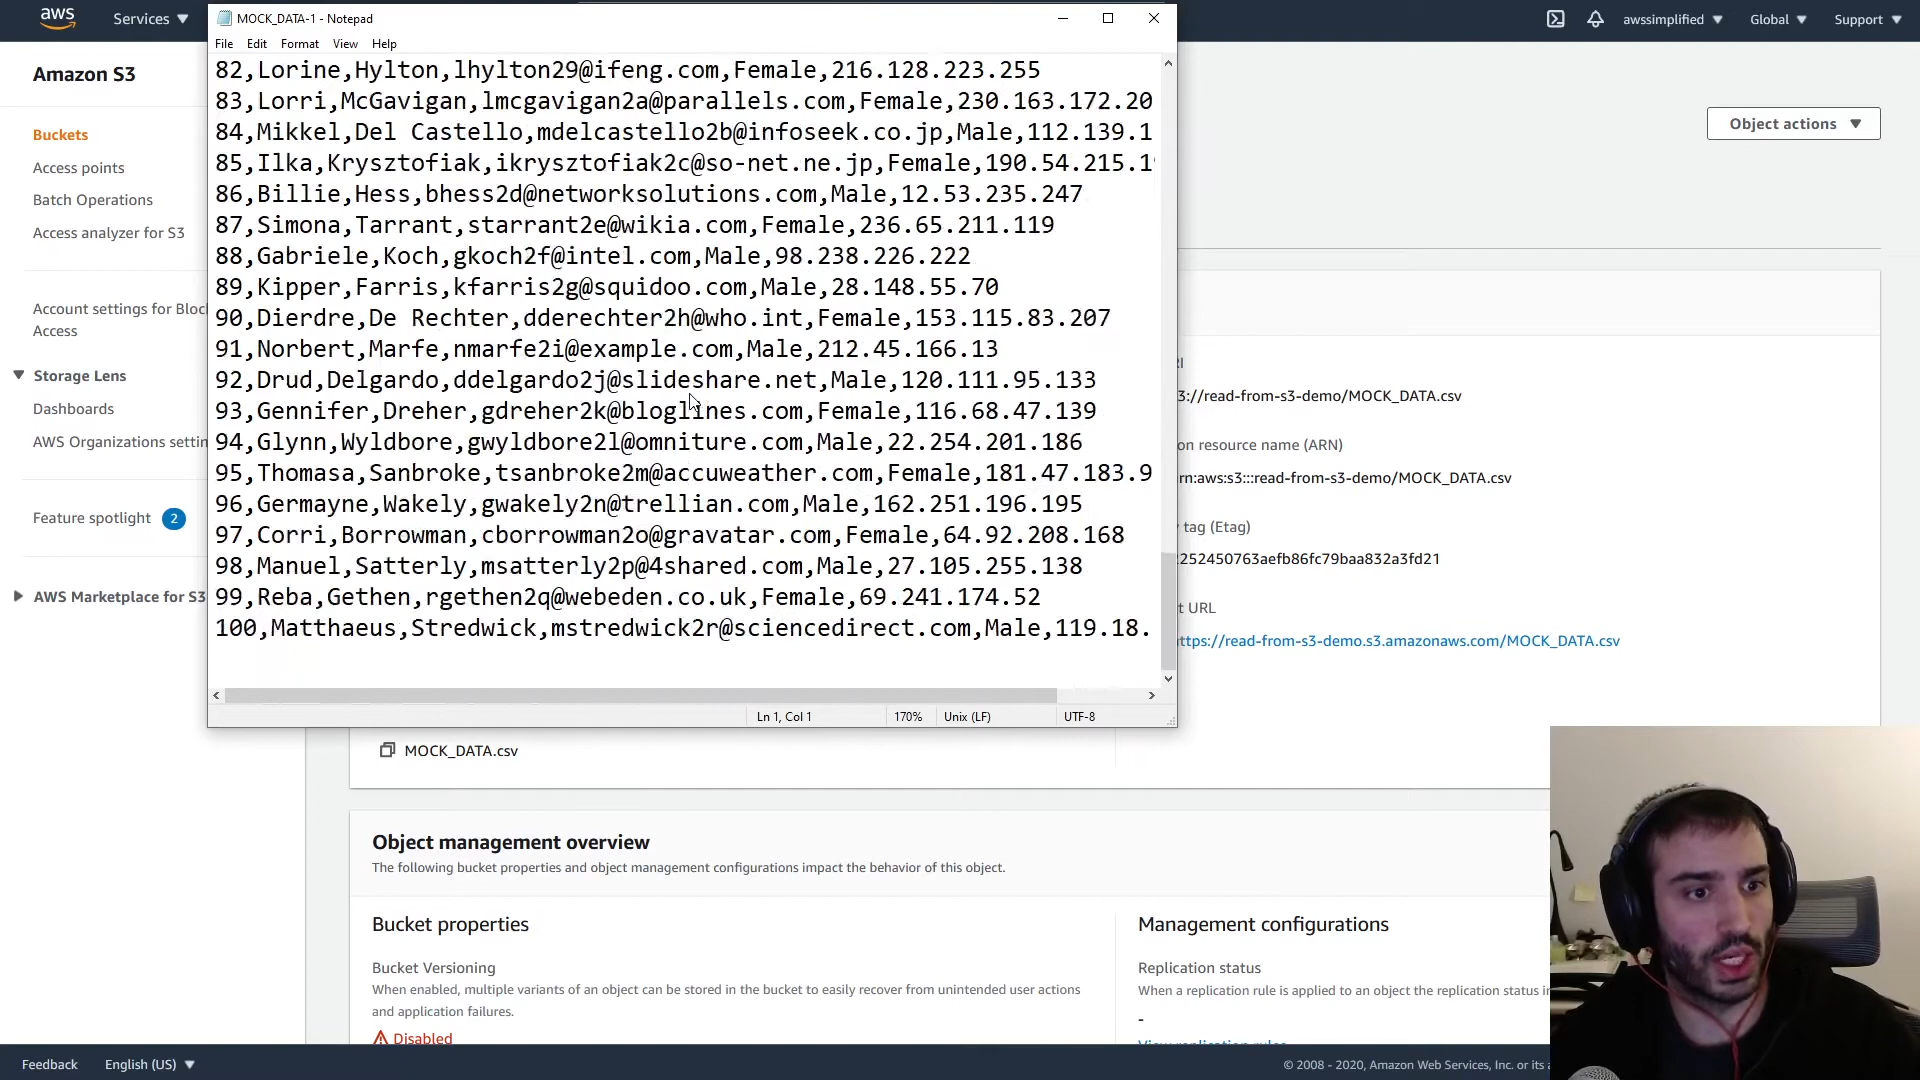 aws
Services
MOCK_DATA-1 - Notepad
awssimplified
Global
Support
File Edit Format View Help
Amazon S3
Buckets
Access points
Batch Operations
Access analyzer for S3
Account settings for Bloc
Access
Storage Lens
Dashboards
AWS Organizations settin
Feature spotlight 2
AWS Marketplace for S3
82,Lorine,Hylton,lhylton29@ifeng.com,Female,216.128.223.255
83,Lorri,McGavigan,lmcgavigan2a@parallels.com,Female,230.163.172.20
84,Mikkel,Del Castello,mdelcastello2b@infoseek.co.jp,Male,112.139.1
85,Ilka,Krysztofiak,ikrysztofiak2c@so-net.ne.jp,Female,190.54.215.1
86,Billie,Hess,bhess2d@networksolutions.com,Male,12.53.235.247
87,Simona,Tarrant,starrant2e@wikia.com,Female,236.65.211.119
88,Gabriele,Koch,gkoch2f@intel.com,Male,98.238.226.222
89,Kipper,Farris,kfarris2g@squidoo.com,Male,28.148.55.70
90,Dierdre,De Rechter,dderechter2h@who.int,Female,153.115.83.207
91,Norbert,Marfe,nmarfe2i@example.com,Male,212.45.166.13
92,Drud,Delgardo,ddelgardo2j@slideshare.net,Male,120.111.95.133
93,Gennifer,Dreher,gdreher2k@bloglines.com,Female,116.68.47.139
94,Glynn,Wyldbore,gwyldbore2l@omniture.com,Male,22.254.201.186
95,Thomasa,Sanbroke,tsanbroke2m@accuweather.com,Female,181.47.183.9
96,Germayne,Wakely,gwakely2n@trellian.com,Male,162.251.196.195
97,Corri,Borrowman,cborrowman2o@gravatar.com,Female,64.92.208.168
98,Manuel,Satterly,msatterly2p@4shared.com,Male,27.105.255.138
99,Reba,Gethen,rgethen2q@webeden.co.uk,Female,69.241.174.52
100,Matthaeus,Stredwick,mstredwick2r@sciencedirect.com,Male,119.18.
Ln 1, Col 1
170%
Unix (LF)
UTF-8
Object actions
3://read-from-s3-demo/MOCK_DATA.csv
on resource name (ARN)
rn:aws:s3:::read-from-s3-demo/MOCK_DATA.csv
tag (Etag)
252450763aefb86fc79baa832a3fd21
t URL
ttps://read-from-s3-demo.s3.amazonaws.com/MOCK_DATA.csv
MOCK_DATA.csv
Object management overview
The following bucket properties and object management configurations impact the behavior of this object.
Bucket properties
Bucket Versioning
When enabled, multiple variants of an object can be stored in the bucket to easily recover from unintended user actions
and application failures.
Disabled
Management configurations
Replication status
When a replication rule is applied to an object the replication status in
-
View replication rules
Feedback
English (US)
© 2008 - 2020, Amazon Web Services, Inc. or its a